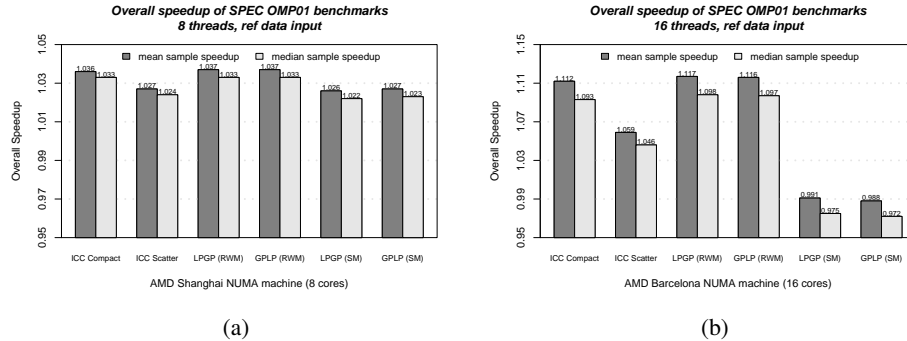 Overall speedup of SPEC OMP01 benchmarks
8 threads, ref data input
mean sample speedup
median sample speedup
Overall Speedup
0.95 0.97 0.99 1.01 1.03 1.05
1.036 1.033 1.027 1.024 1.037 1.033 1.037 1.033 1.026 1.022 1.027 1.023
ICC Compact ICC Scatter LPGP (RWM) GPLP (RWM) LPGP (SM) GPLP (SM)
AMD Shanghai NUMA machine (8 cores)
(a)
Overall speedup of SPEC OMP01 benchmarks
16 threads, ref data input
mean sample speedup
median sample speedup
Overall Speedup
0.95 0.99 1.03 1.07 1.15
1.112 1.093 1.059 1.046 1.117 1.098 1.116 1.097 0.991 0.975 0.988 0.972
ICC Compact ICC Scatter LPGP (RWM) GPLP (RWM) LPGP (SM) GPLP (SM)
AMD Barcelona NUMA machine (16 cores)
(b)